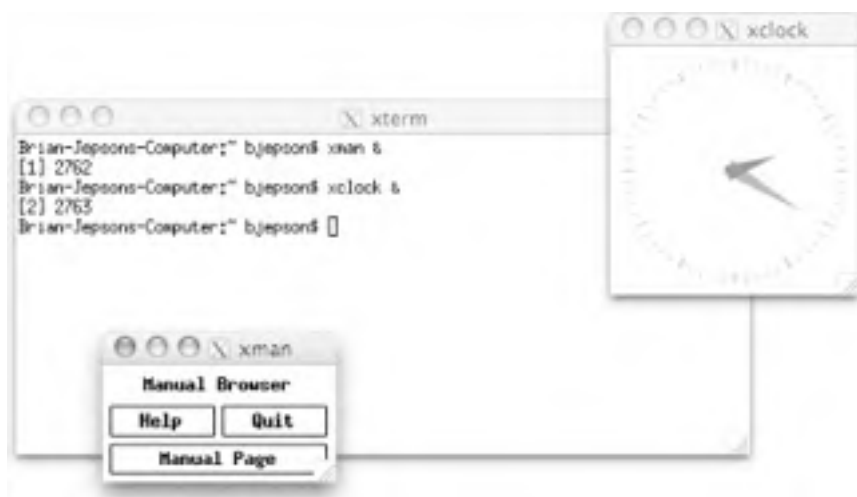 xclock
xterm
Brian-Jepsons-Computer:~ bjepson$ xman &
[1] 2762
Brian-Jepsons-Computer:~ bjepson$ xclock &
[2] 2763
Brian-Jepsons-Computer:~ bjepson$
xman
Manual Browser
Help Quit
Manual Page